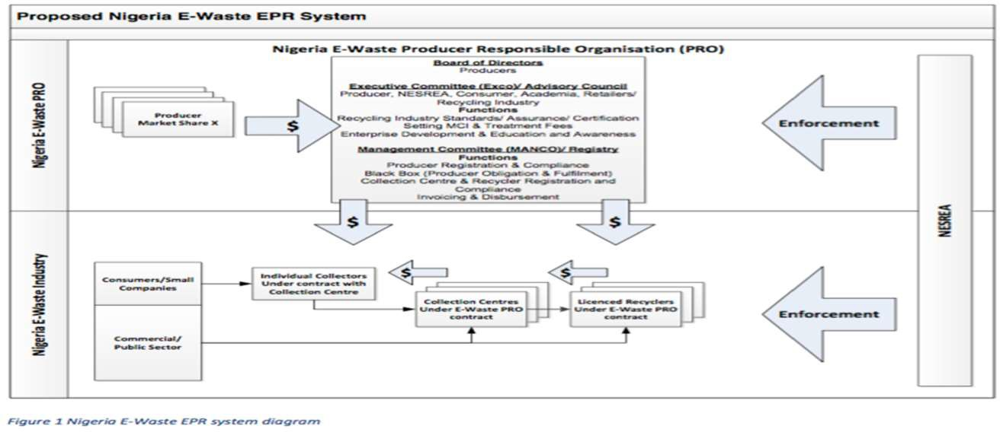 Proposed Nigeria E-Waste EPR System
Nigeria E-Waste PRO
Nigeria E-Waste Producer Responsible Organisation (PRO)
Producer
Market Share X
$
Board of Directors
Producers
Executive Committee (Exco)/ Advisory Council
Producer, NESREA, Consumer, Academia, Retailers/
Recycling Industry
Functions
Recycling Industry Standards/ Assurance/ Certification
Setting MCI & Treatment Fees
Enterprise Development & Education and Awareness
Management Committee (MANCO)/ Registry
Functions
Producer Registration & Compliance
Black Box (Producer Obligation & Fulfilment)
Collection Centre & Recycler Registration and
Compliance
Invoicing & Disbursement
Enforcement
NESREA
$
$
Nigeria E-Waste Industry
Consumers/Small
Companies
Commercial/
Public Sector
Individual Collectors
Under contract with
Collection Centre
$
Collection Centres
Under E-Waste PRO
contract
$
Licenced Recyclers
Under E-Waste PRO
contract
Enforcement
Figure 1 Nigeria E-Waste EPR system diagram